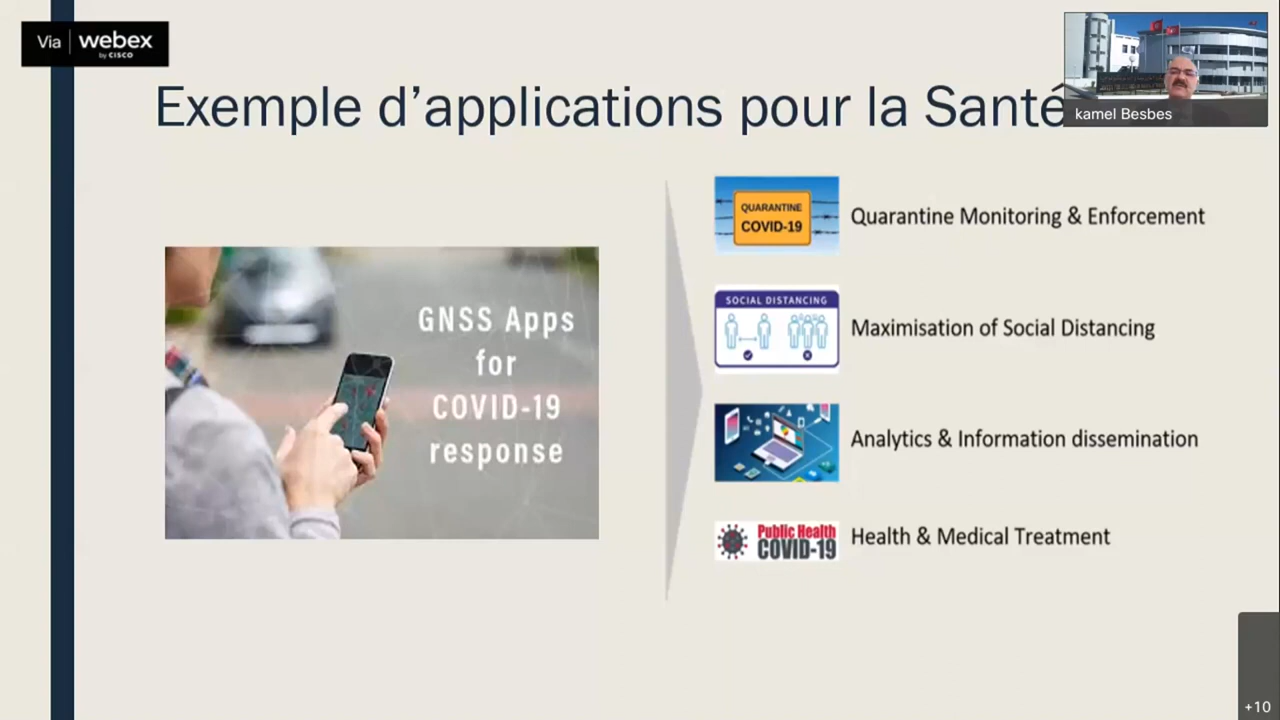 Via webex
by CISCO
Exemple d’applications pour la Santé
kamel Besbes
GNSS Apps
for
COVID-19
response
QUARANTINE
COVID-19
Quarantine Monitoring & Enforcement
SOCIAL DISTANCING
Maximisation of Social Distancing
Analytics & Information dissemination
Public Health
COVID-19
Health & Medical Treatment
+10